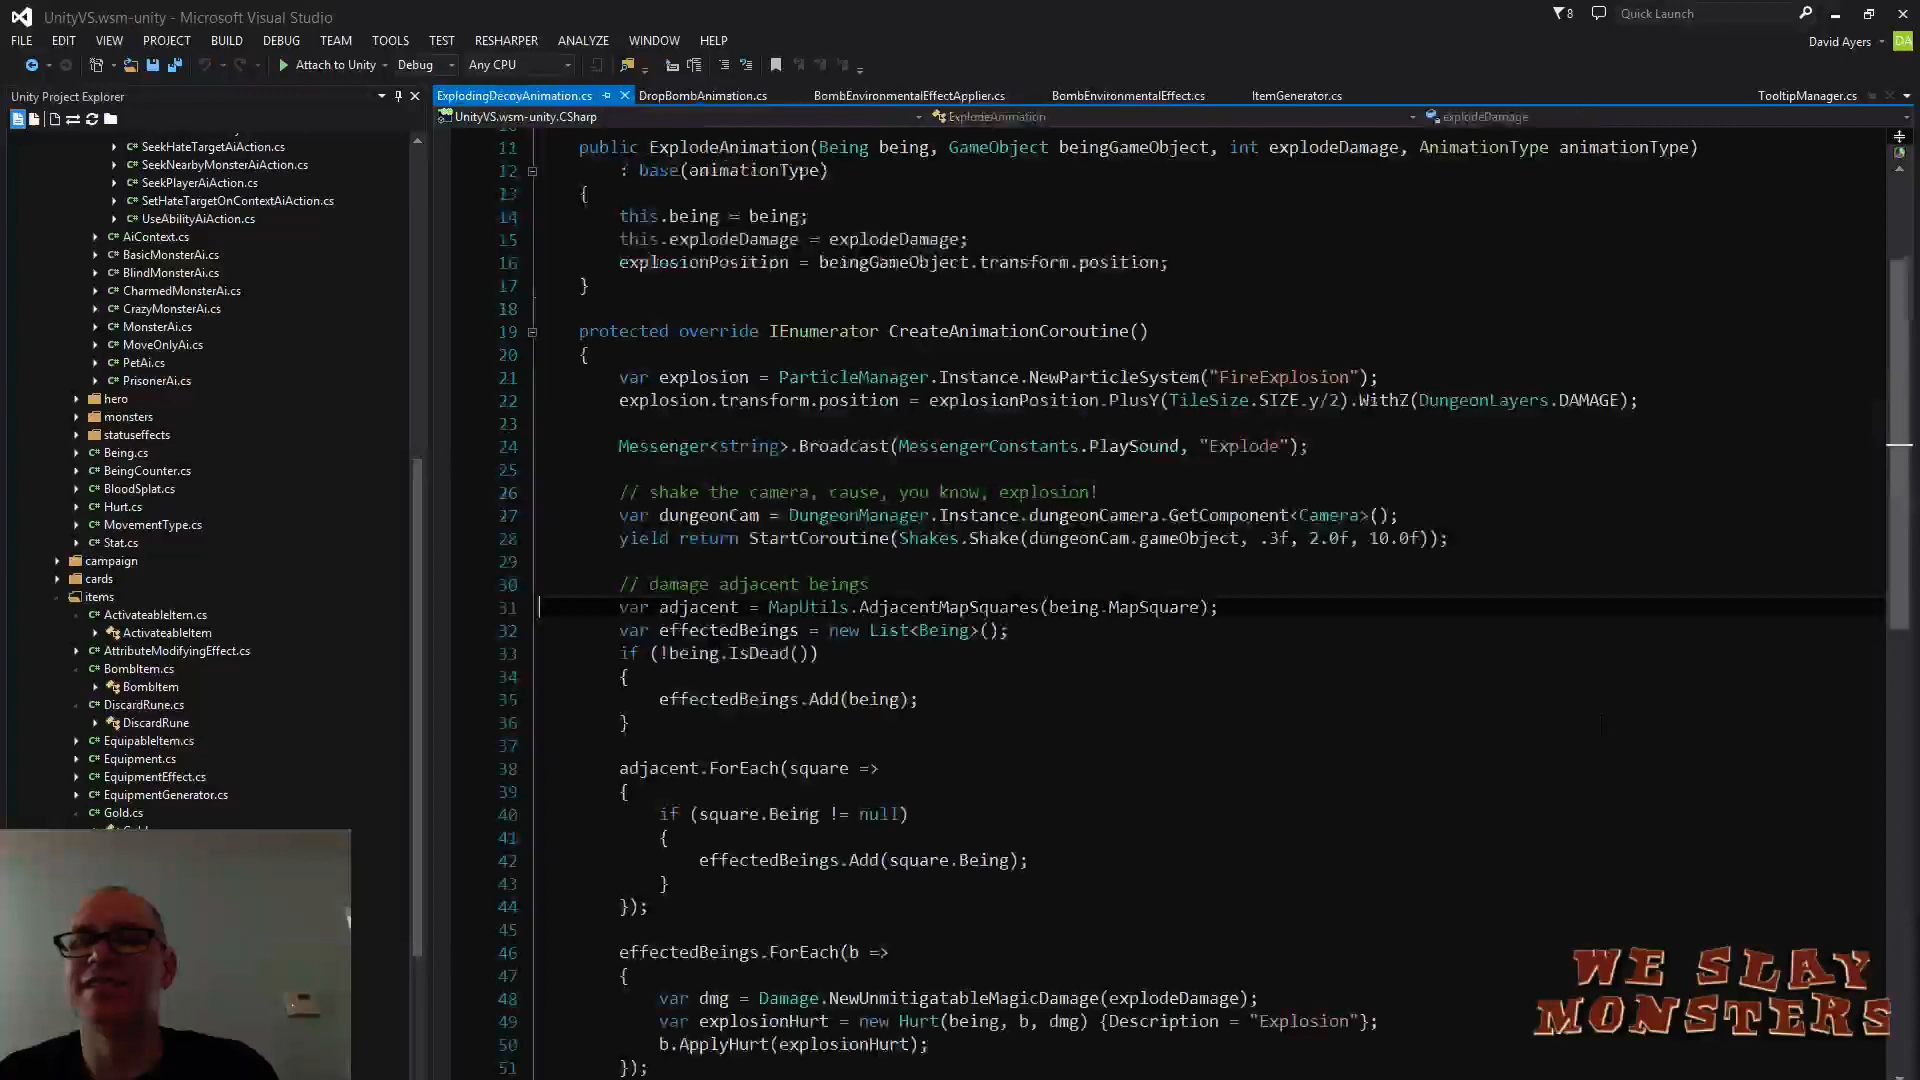 UnityVS.wsm-unity - Microsoft Visual Studio
8
Quick Launch
FILE EDIT VIEW PROJECT BUILD DEBUG TEAM TOOLS TEST RESHARPER ANALYZE WINDOW HELP
David Ayers
DA
Attach to Unity
Debug
Any CPU
Unity Project Explorer
ExplodingDecoyAnimation.cs
DropBombAnimation.cs
BombEnvironmentalEffectApplier.cs
BombEnvironmentalEffect.cs
ItemGenerator.cs
TooltipManager.cs
UnityVS.wsm-unity.CSharp
ExplodeAnimation
explodeDamage
SeekHateTargetAiAction.cs
SeekNearbyMonsterAiAction.cs
SeekPlayerAiAction.cs
SetHateTargetOnContextAiAction.cs
UseAbilityAiAction.cs
C# AiContext.cs
C# BasicMonsterAi.cs
C# BlindMonsterAi.cs
C# CharmedMonsterAi.cs
C# CrazyMonsterAi.cs
C# MonsterAi.cs
C# MoveOnlyAi.cs
C# PetAi.cs
C# PrisonerAi.cs
hero
monsters
statuseffects
C# Being.cs
C# BeingCounter.cs
C# BloodSplat.cs
C# Hurt.cs
C# MovementType.cs
C# Stat.cs
campaign
cards
items
C# ActivateableItem.cs
ActivateableItem
C# AttributeModifyingEffect.cs
C# BombItem.cs
BombItem
C# DiscardRune.cs
DiscardRune
C# EquipableItem.cs
C# Equipment.cs
C# EquipmentEffect.cs
C# EquipmentGenerator.cs
C# Gold.cs
11 public ExplodeAnimation(Being being, GameObject beingGameObject, int explodeDamage, AnimationType animationType)
12 : base(animationType)
13 {
14 this.being = being;
15 this.explodeDamage = explodeDamage;
16 explosionPosition = beingGameObject.transform.position;
17 }
18
19 protected override IEnumerator CreateAnimationCoroutine()
20 {
21 var explosion = ParticleManager.Instance.NewParticleSystem("FireExplosion");
22 explosion.transform.position = explosionPosition.PlusY(TileSize.SIZE.y/2).WithZ(DungeonLayers.DAMAGE);
23
24 Messenger<string>.Broadcast(MessengerConstants.PlaySound, "Explode");
25
26 // shake the camera, cause, you know, explosion!
27 var dungeonCam = DungeonManager.Instance.dungeonCamera.GetComponent<Camera>();
28 yield return StartCoroutine(Shakes.Shake(dungeonCam.gameObject, .3f, 2.0f, 10.0f));
29
30 // damage adjacent beings
31 var adjacent = MapUtils.AdjacentMapSquares(being.MapSquare);
32 var effectedBeings = new List<Being>();
33 if (!being.IsDead())
34 {
35 effectedBeings.Add(being);
36 }
37
38 adjacent.ForEach(square =>
39 {
40 if (square.Being != null)
41 {
42 effectedBeings.Add(square.Being);
43 }
44 });
45
46 effectedBeings.ForEach(b =>
47 {
48 var dmg = Damage.NewUnmitigatableMagicDamage(explodeDamage);
49 var explosionHurt = new Hurt(being, b, dmg) {Description = "Explosion"};
50 b.ApplyHurt(explosionHurt);
51 });
WE SLAY
MONSTERS